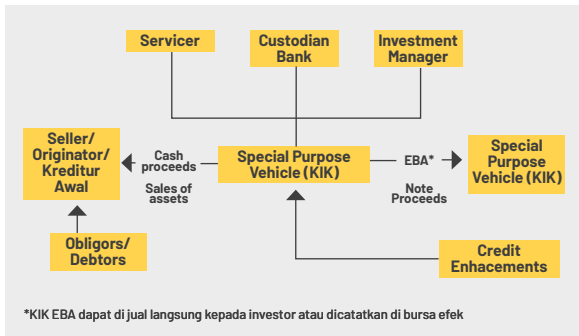 Servicer
Custodian
Bank
Investment
Manager
Seller/
Originator/
Kreditur
Awal
Cash
proceeds
Sales of
assets
Special Purpose
Vehicle (KIK)
EBA*
Note
Proceeds
Special
Purpose
Vehicle (KIK)
Obligors/
Debtors
Credit
Enhacements
*KIK EBA dapat di jual langsung kepada investor atau dicatatkan di bursa efek